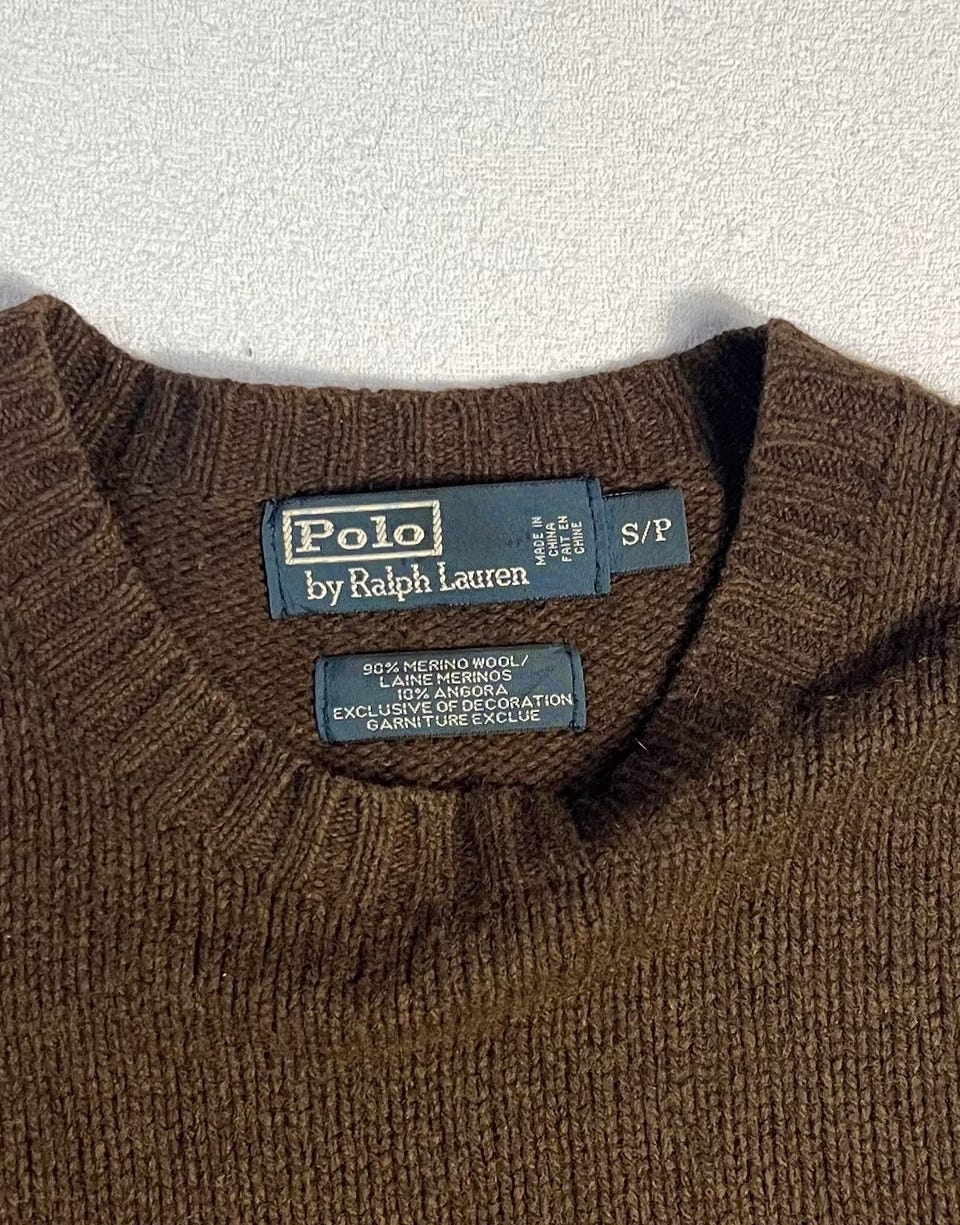 Polo
by Ralph Lauren
MADE IN
CHINA
FAIT EN
CHINE
S/P
90% MERINO WOOL/
LAINE MERINOS
10% ANGORA
EXCLUSIVE OF DECORATION
GARNITURE EXCLUE